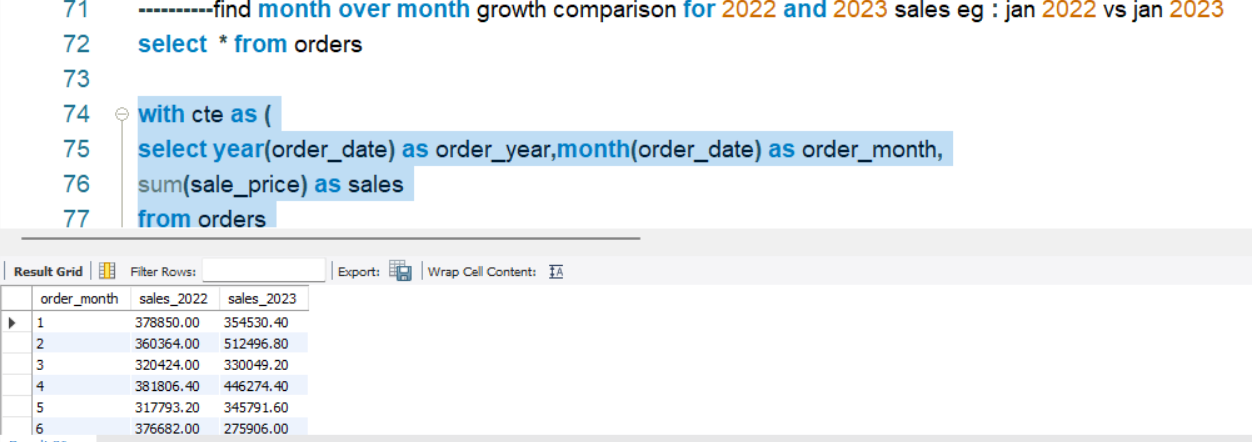 71 ----------find month over month growth comparison for 2022 and 2023 sales eg : jan 2022 vs jan 2023
72 select * from orders
73
74 with cte as (
75 select year(order_date) as order_year,month(order_date) as order_month,
76 sum(sale_price) as sales
77 from orders
Result Grid Filter Rows: Export: Wrap Cell Content: IA
order_month sales_2022 sales_2023
1 378850.00 354530.40
2 360364.00 512496.80
3 320424.00 330049.20
4 381806.40 446274.40
5 317793.20 345791.60
6 376682.00 275906.00